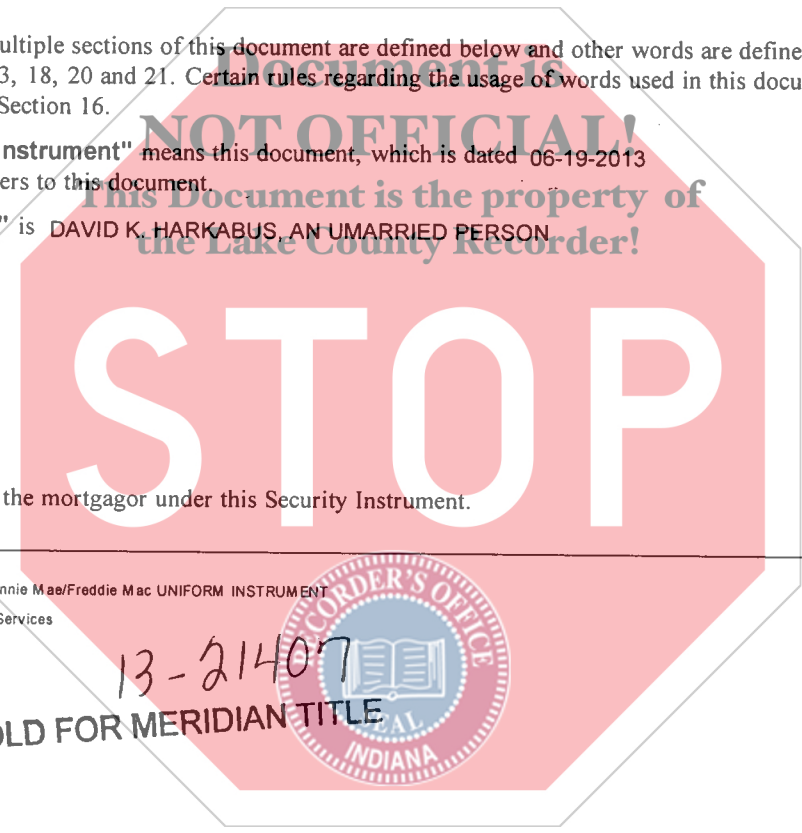 ultiple sections of this document are defined below and other words are define
3, 18, 20 and 21. Certain rules regarding the usage of words used in this docu
Section 16.
Document is
NOT OFFICIAL!
This Document is the property of
the Lake County Recorder!
nstrument" means this document, which is dated 06-19-2013
ers to this document.
" is DAVID K. HARKABUS, AN UMARRIED PERSON
STOP
the mortgagor under this Security Instrument.
nnie Mae/Freddie Mac UNIFORM INSTRUMENT
Services
13-21407
OLD FOR MERIDIAN TITLE
RECORDER'S OFFICE
SEAL
INDIANA